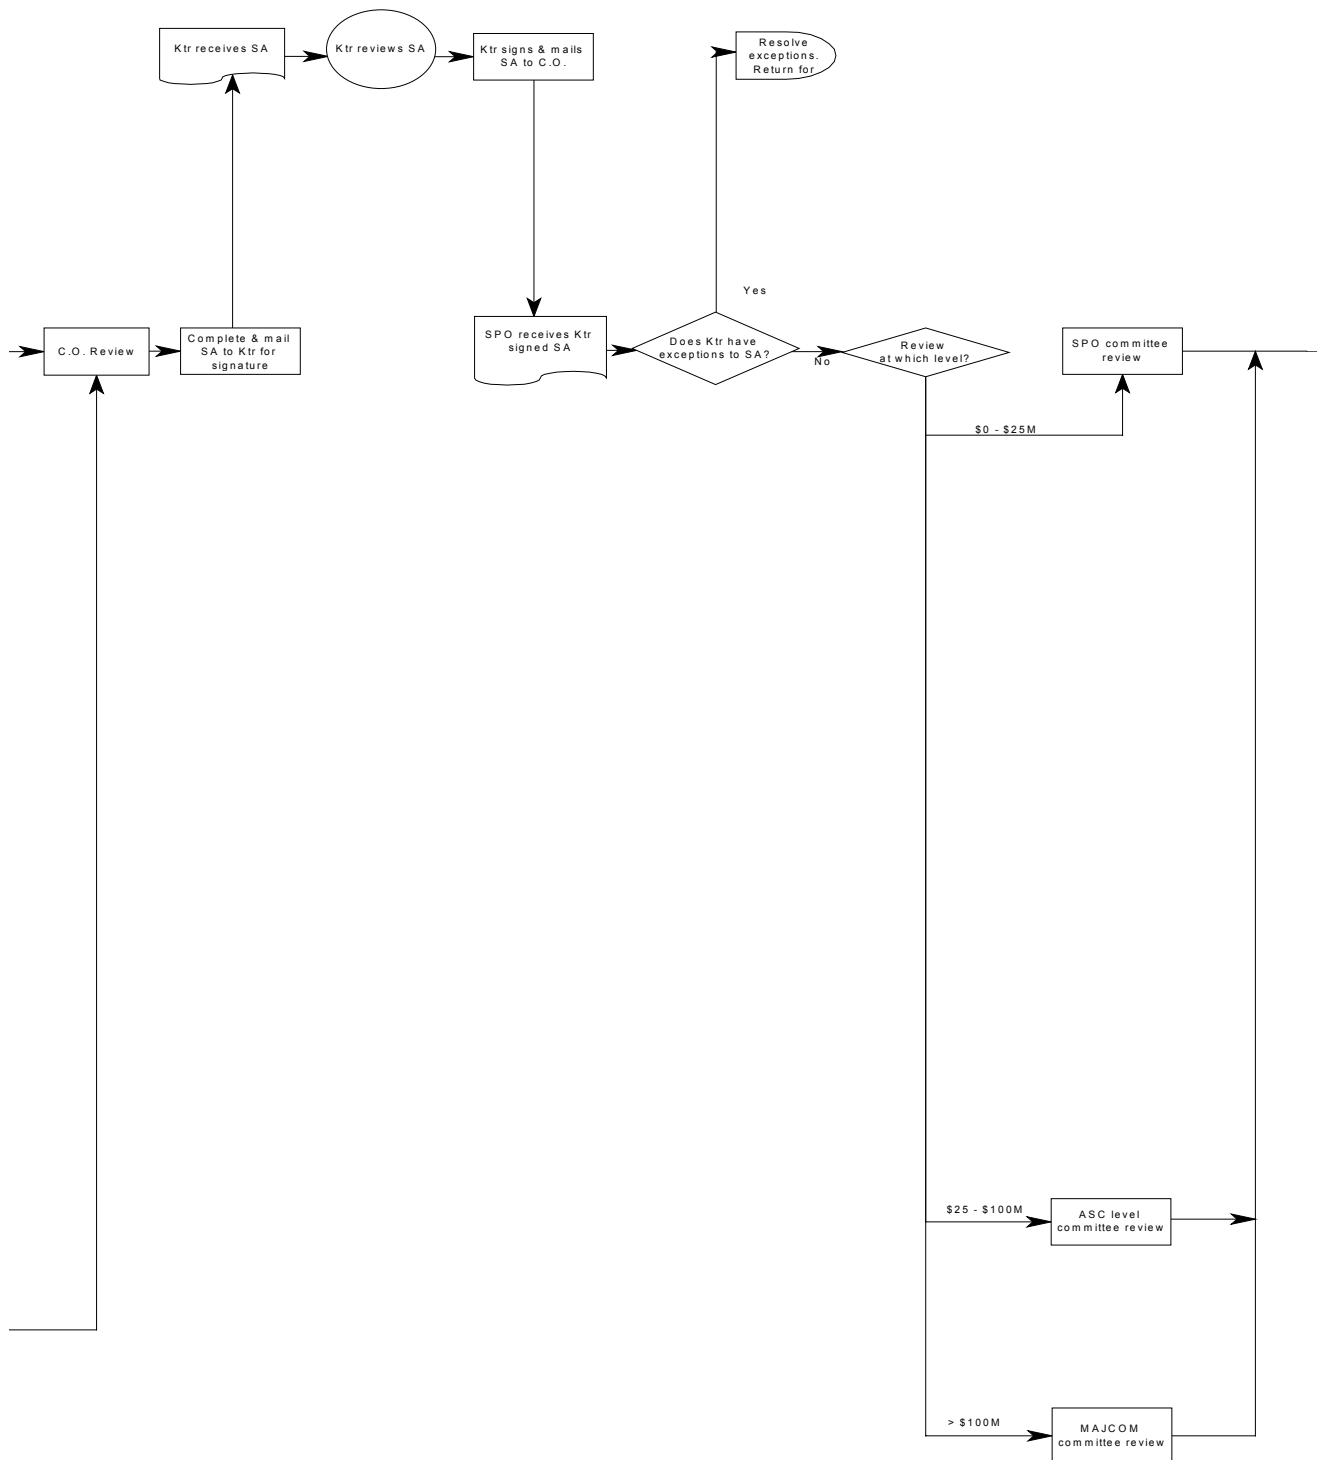 Ktr receives SA
Ktr reviews SA
Ktr signs & mails
SA to C.O.
Resolve
exceptions.
Return for
Yes
C.O. Review
Complete & mail
SA to Ktr for
signature
SPO receives Ktr
signed SA
Does Ktr have
exceptions to SA?
No
Review
at which level?
SPO committee
review
$0 - $25M
$25 - $100M
ASC level
committee review
> $100M
MAJCOM
committee review